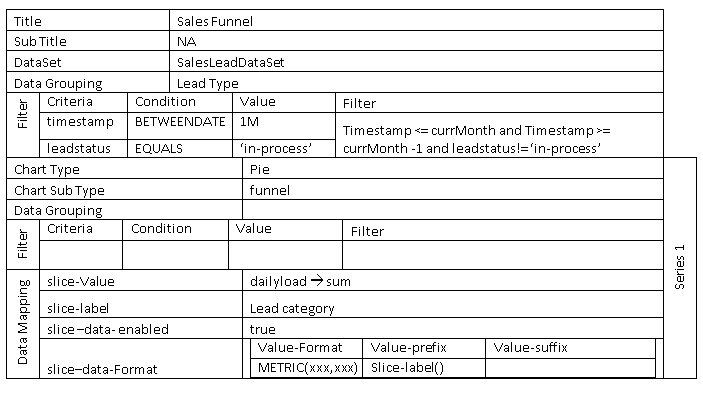 Title Sales Funnel
Sub Title NA
DataSet SalesLeadDataSet
Data Grouping Lead Type
Filter
Criteria Condition Value Filter
timestamp BETWEENDATE 1M
leadstatus EQUALS ‘in-process’
Timestamp <= currMonth and Timestamp >=
currMonth -1 and leadstatus!= ‘in-process’
Chart Type Pie
Chart Sub Type funnel
Data Grouping
Filter
Criteria Condition Value Filter
Data Mapping
slice-Value dailyload → sum
slice-label Lead category
slice–data-enabled true
slice–data-Format
Value-Format Value-prefix Value-suffix
METRIC(xxx,xxx) Slice-label()
Series 1